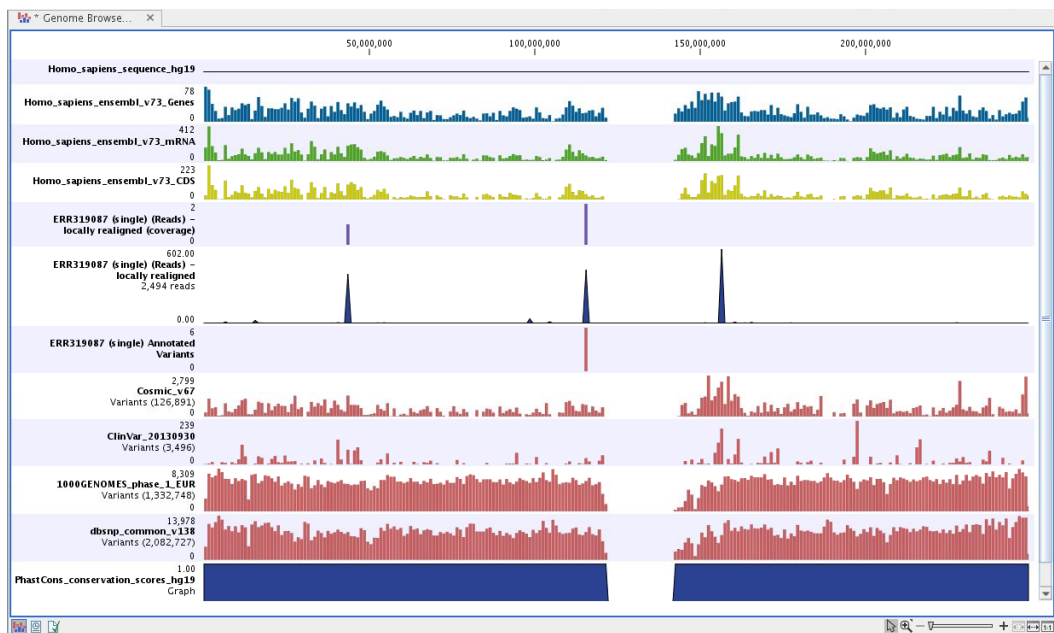 * Genome Browse...
50,000,000 100,000,000 150,000,000 200,000,000
Homo_sapiens_sequence_hg19
78
Homo_sapiens_ensembl_v73_Genes
0
412
Homo_sapiens_ensembl_v73_mRNA
0
223
Homo_sapiens_ensembl_v73_CDS
0
2
ERR319087 (single) (Reads) –
locally realigned (coverage)
0
602.00
ERR319087 (single) (Reads) –
locally realigned
2,494 reads
0.00
6
ERR319087 (single) Annotated
Variants
0
2,799
Cosmic_v67
Variants (126,891)
0
239
ClinVar_20130930
Variants (3,496)
0
8,309
1000GENOMES_phase_1_EUR
Variants (1,332,748)
0
13,978
dbsnp_common_v138
Variants (2,082,727)
0
1.00
PhastCons_conservation_scores_hg19
Graph
1:1